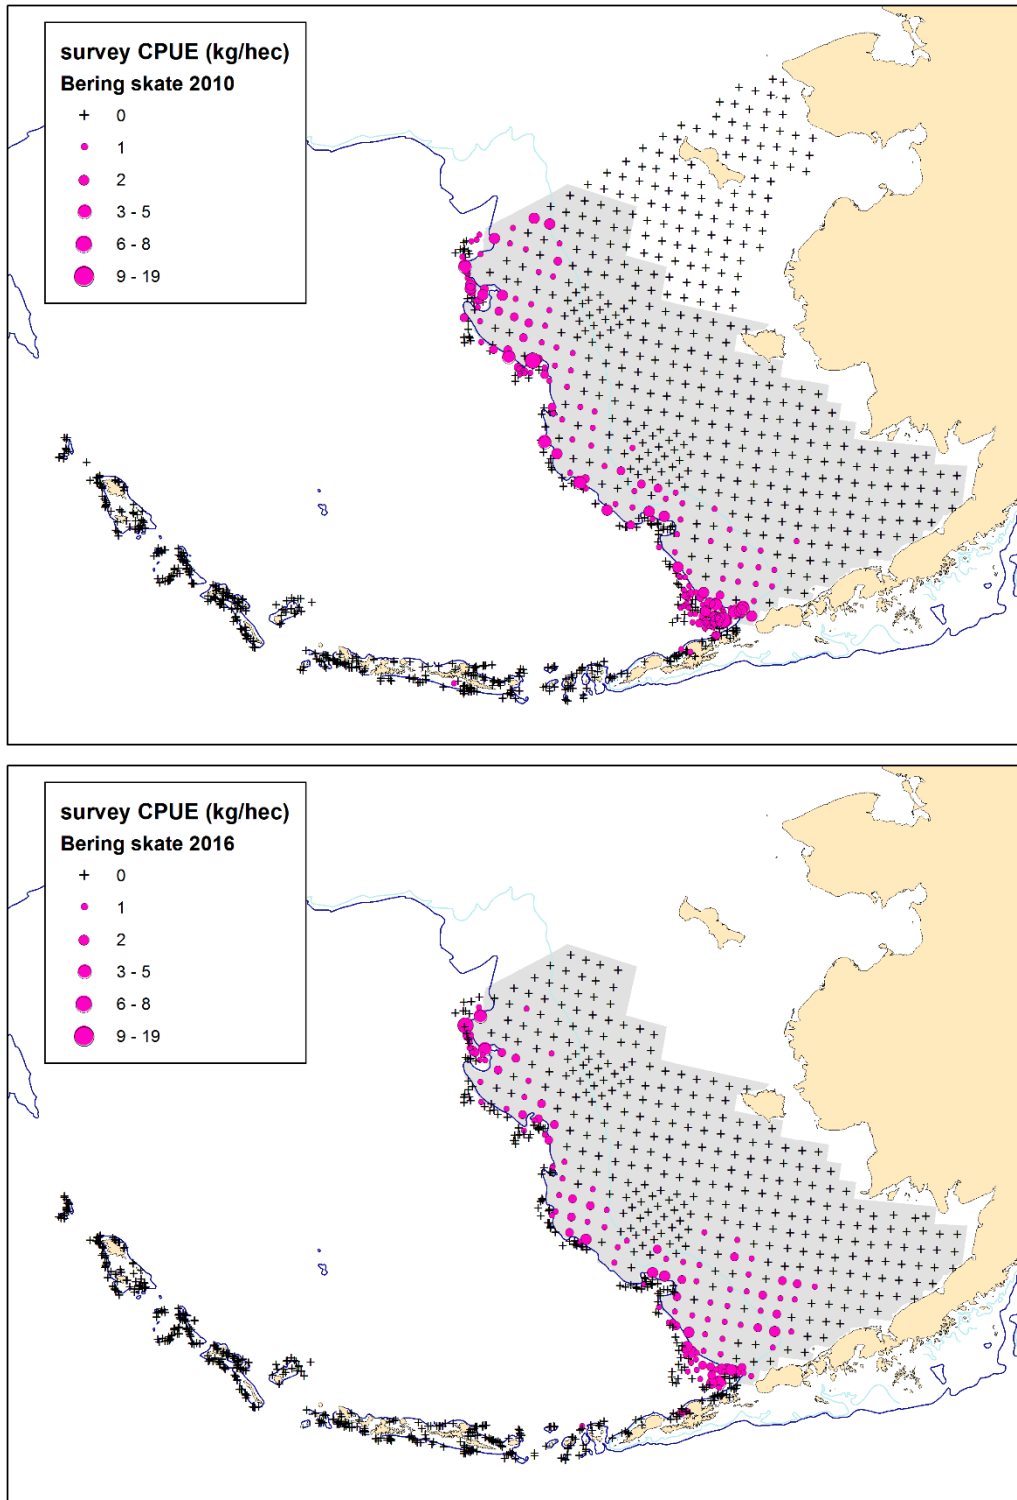 survey CPUE (kg/hec)
Bering skate 2010
+ 0
1
2
3 - 5
6 - 8
9 - 19
survey CPUE (kg/hec)
Bering skate 2016
+ 0
1
2
3 - 5
6 - 8
9 - 19